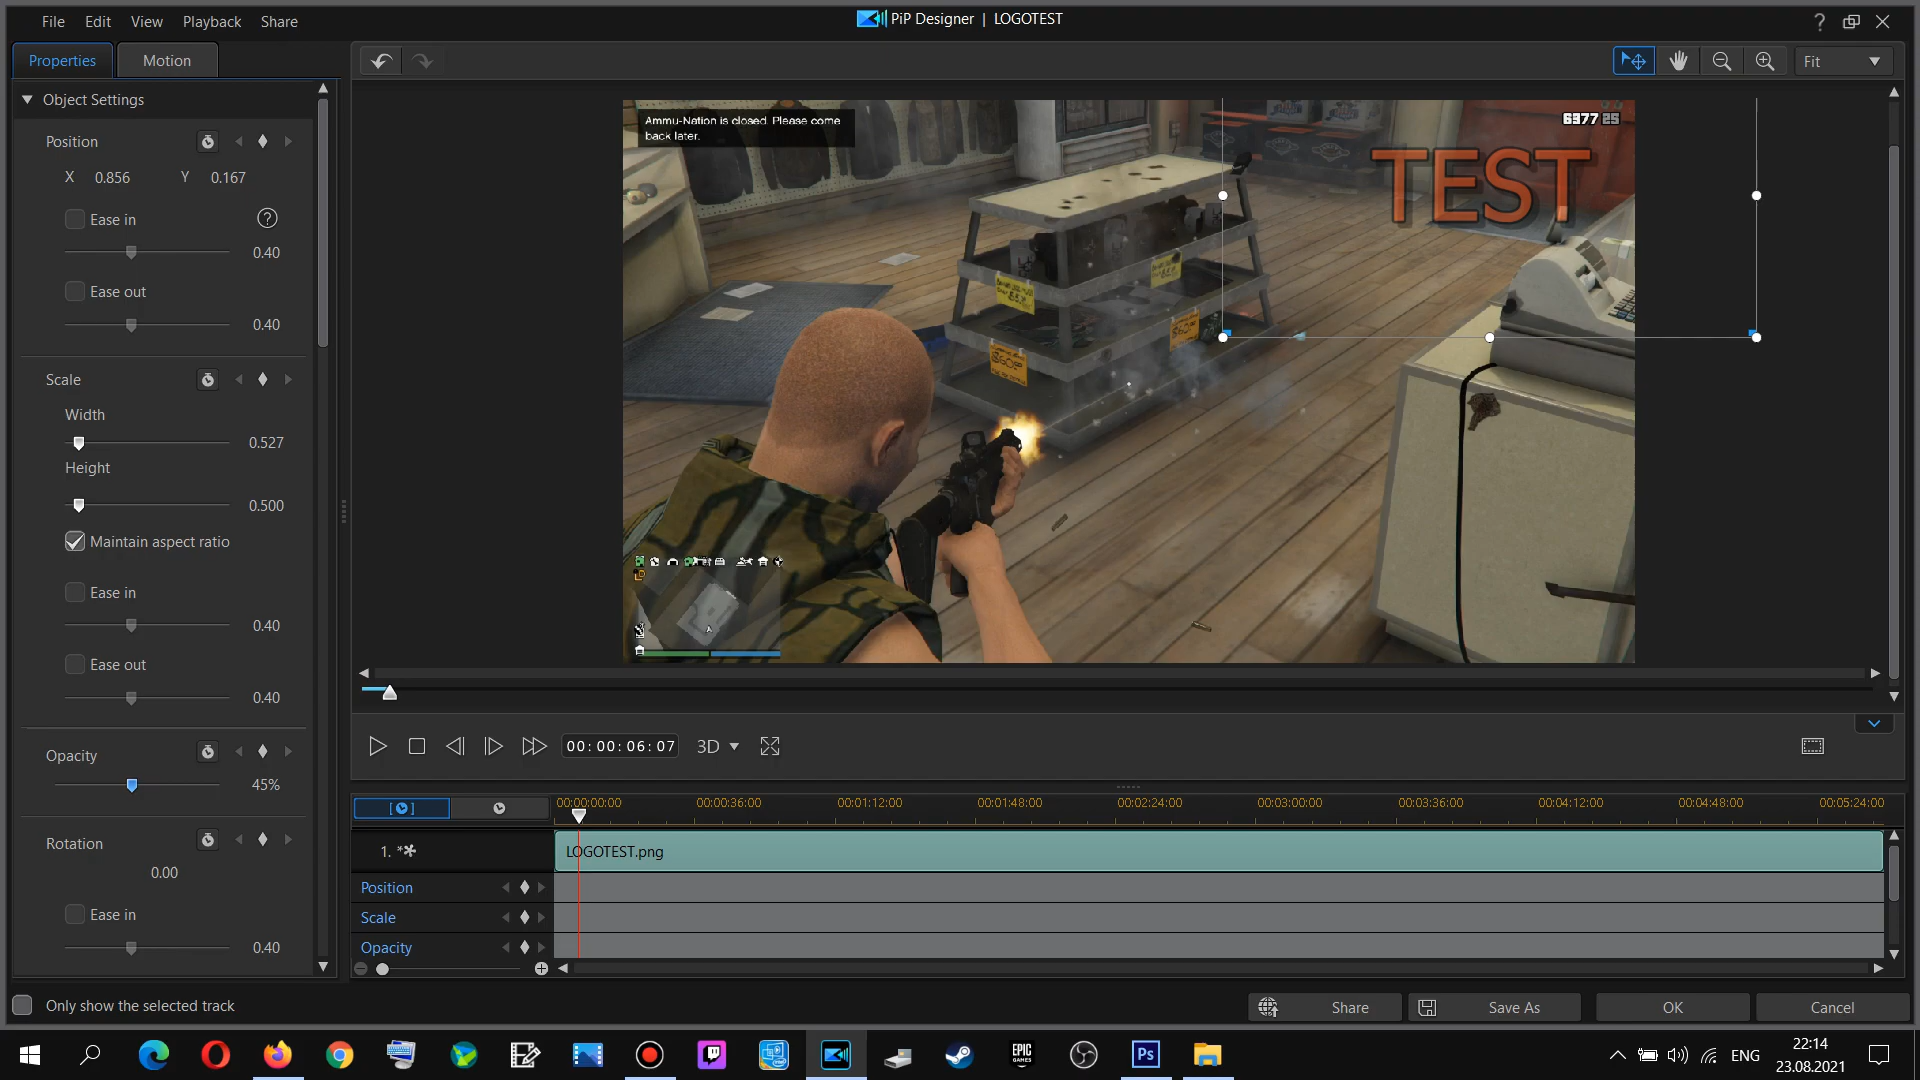 File Edit View Playback Share
PiP Designer | LOGOTEST
Properties Motion
Fit
Object Settings
Position
X 0.856 Y 0.167
Ease in
0.40
Ease out
0.40
Scale
Width
0.527
Height
0.500
Maintain aspect ratio
Ease in
0.40
Ease out
0.40
Opacity
45%
Rotation
0.00
Ease in
0.40
Ammu-Nation is closed. Please come
back later.
6377 25
TEST
00:00:06:07 3D
00:00:00:00 00:00:36:00 00:01:12:00 00:01:48:00 00:02:24:00 00:03:00:00 00:03:36:00 00:04:12:00 00:04:48:00 00:05:24:00
1. LOGOTEST.png
Position
Scale
Opacity
Only show the selected track
Share Save As OK Cancel
EPIC
GAMES
Ps
ENG
22:14
23.08.2021